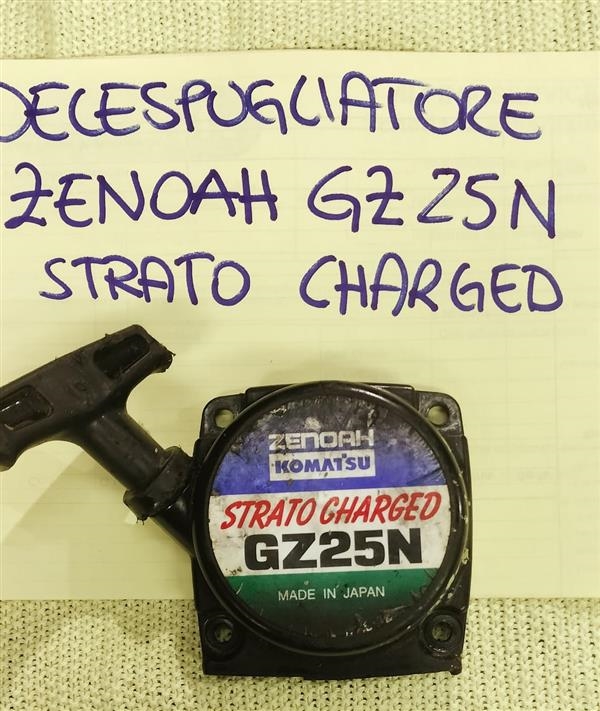 DECESPUGLIATORE
ZENOAH GZ25N
STRATO CHARGED
ZENOAH
KOMATSU
STRATO CHARGED
GZ25N
MADE IN JAPAN